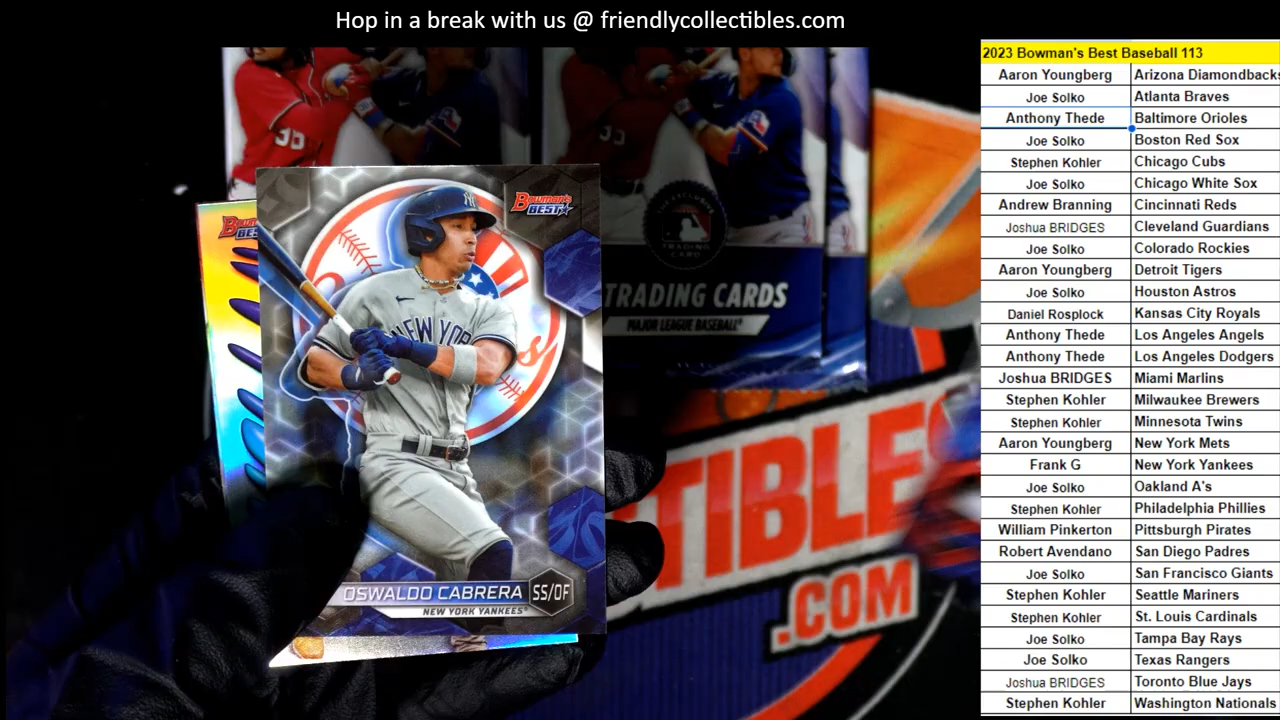 Hop in a break with us @ friendlycollectibles.com
2023 Bowman's Best Baseball 113
Aaron Youngberg Arizona Diamondbacks
Joe Solko Atlanta Braves
Anthony Thede Baltimore Orioles
Joe Solko Boston Red Sox
Stephen Kohler Chicago Cubs
Joe Solko Chicago White Sox
Andrew Branning Cincinnati Reds
Joshua BRIDGES Cleveland Guardians
Joe Solko Colorado Rockies
Aaron Youngberg Detroit Tigers
Joe Solko Houston Astros
Daniel Rosplock Kansas City Royals
Anthony Thede Los Angeles Angels
Anthony Thede Los Angeles Dodgers
Joshua BRIDGES Miami Marlins
Stephen Kohler Milwaukee Brewers
Stephen Kohler Minnesota Twins
Aaron Youngberg New York Mets
Frank G New York Yankees
Joe Solko Oakland A's
Stephen Kohler Philadelphia Phillies
William Pinkerton Pittsburgh Pirates
Robert Avendano San Diego Padres
Joe Solko San Francisco Giants
Stephen Kohler Seattle Mariners
Stephen Kohler St. Louis Cardinals
Joe Solko Tampa Bay Rays
Joe Solko Texas Rangers
Joshua BRIDGES Toronto Blue Jays
Stephen Kohler Washington Nationals
35
Bowman's
BEST
NEW YORK
OSWALDO CABRERA SS/OF
NEW YORK YANKEES
TRADING CARDS
MAJOR LEAGUE BASEBALL
TIBLES
.COM